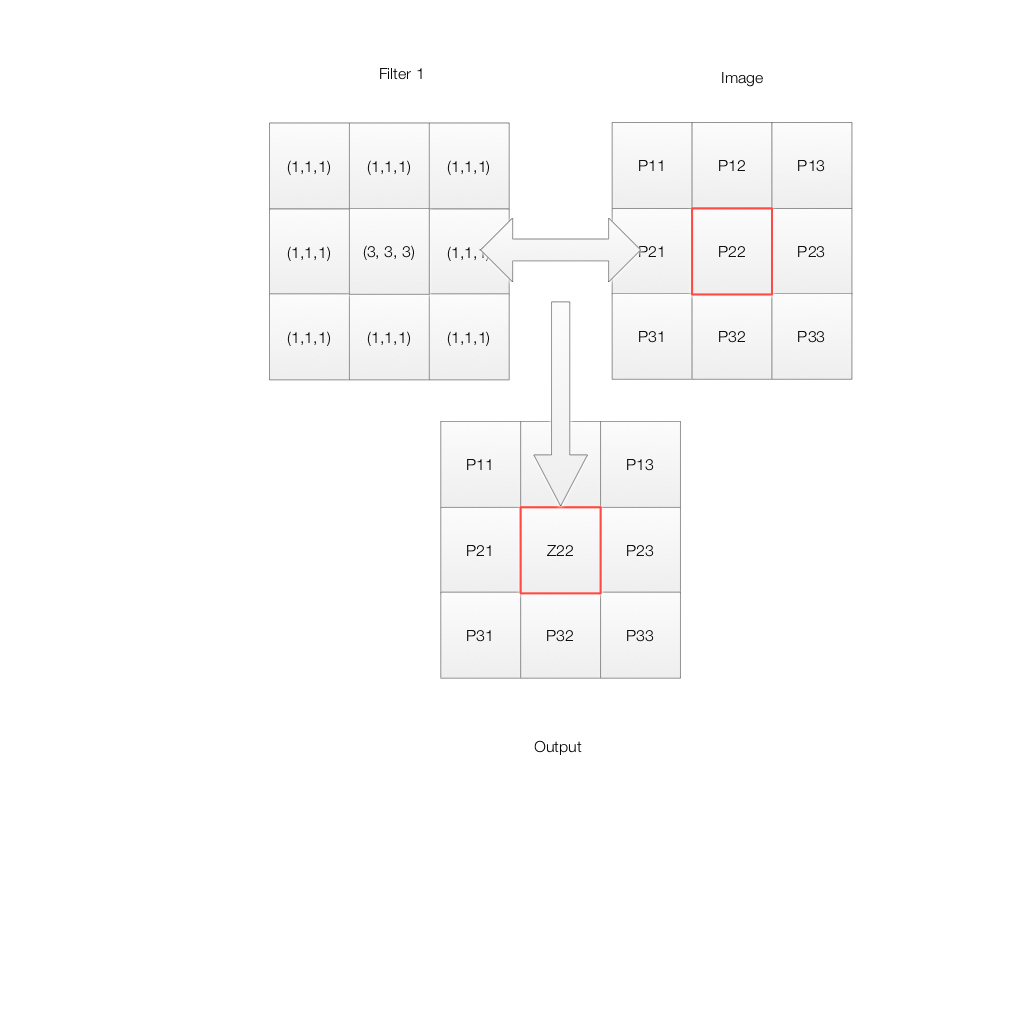 Filter 1
Image
(1,1,1) (1,1,1) (1,1,1)
P11 P12 P13
(1,1,1) (3, 3, 3) (1,1,
P21 P22 P23
(1,1,1) (1,1,1) (1,1,1)
P31 P32 P33
P11 P13
P21 Z22 P23
P31 P32 P33
Output